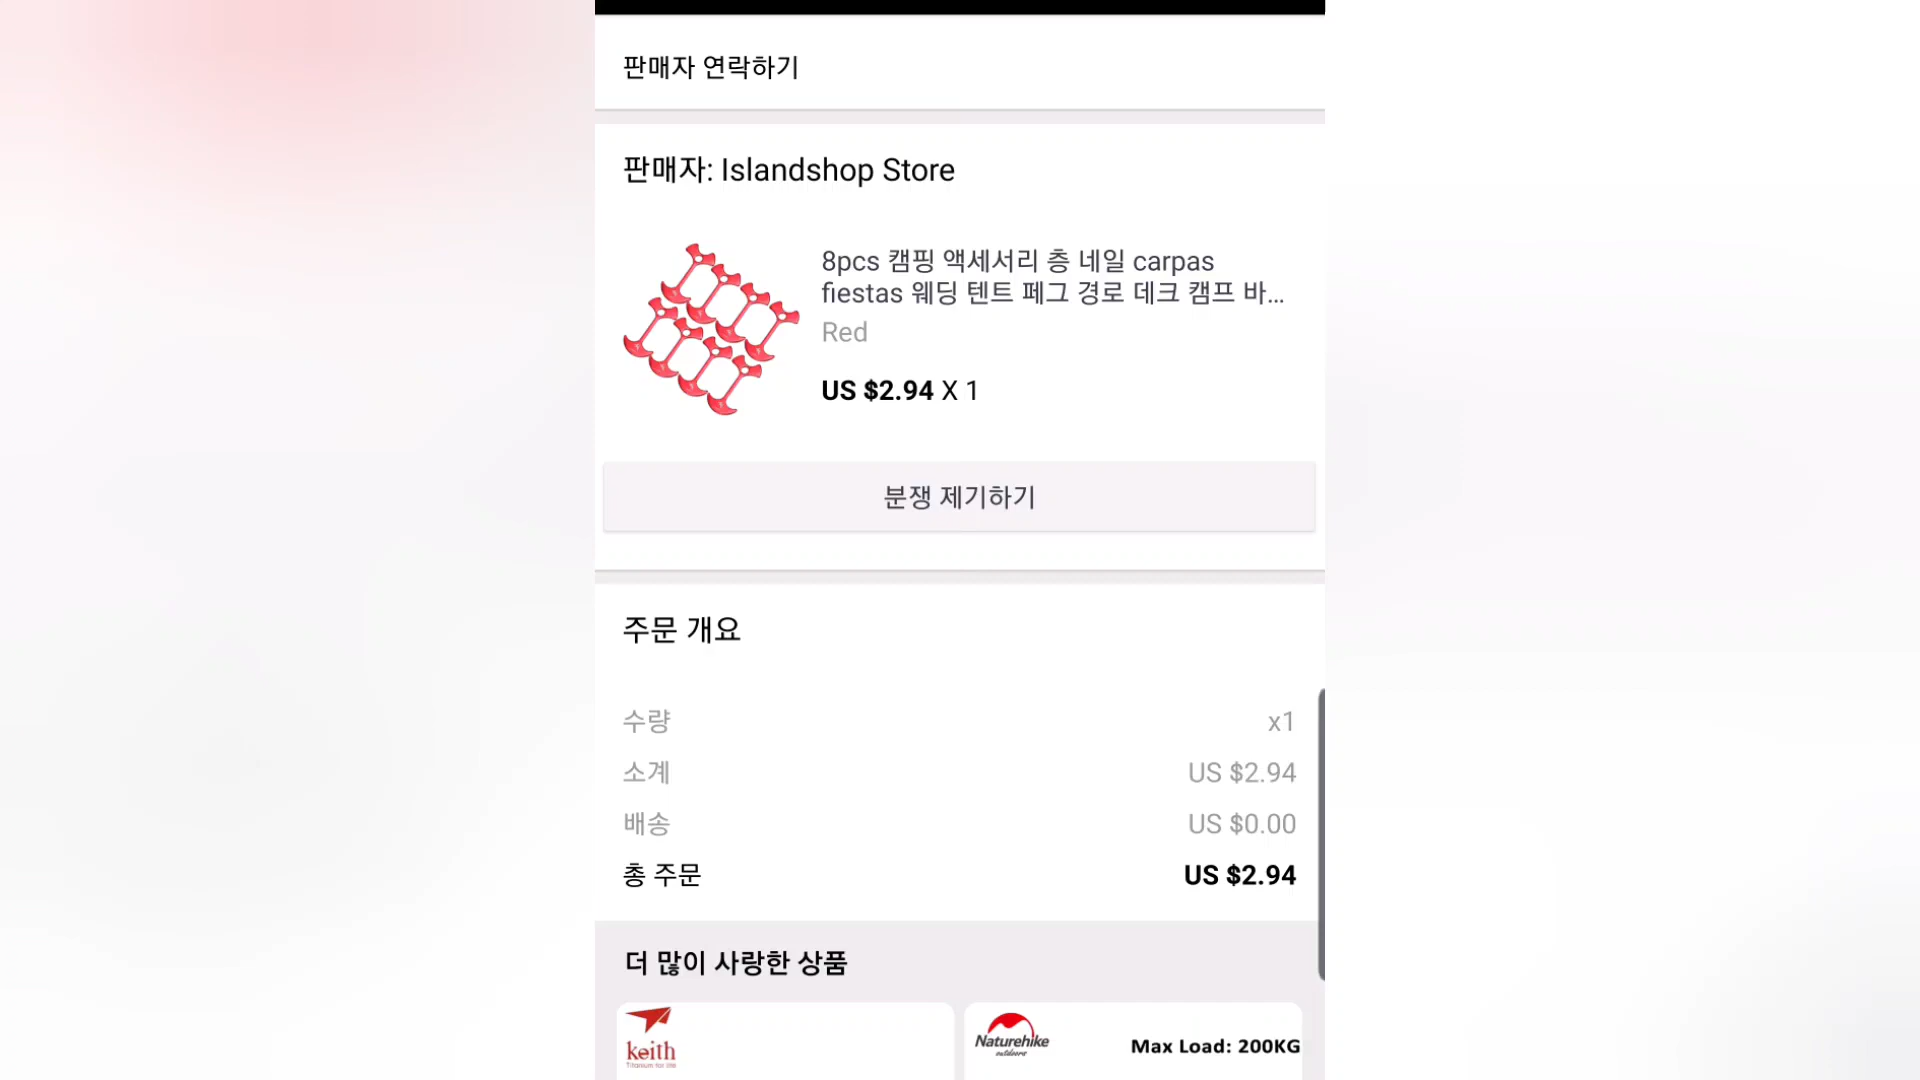 판매자 연락하기
판매자: Islandshop Store
8pcs 캠핑 액세서리 층 네일 carpas
fiestas 웨딩 텐트 페그 경로 데크 캠프 바...
Red
US $2.94 X 1
분쟁 제기하기
주문 개요
수량 x1
소계 US $2.94
배송 US $0.00
총 주문 US $2.94
더 많이 사랑한 상품
keith
Titanium for life
Naturehike
outdoors
Max Load: 200KG